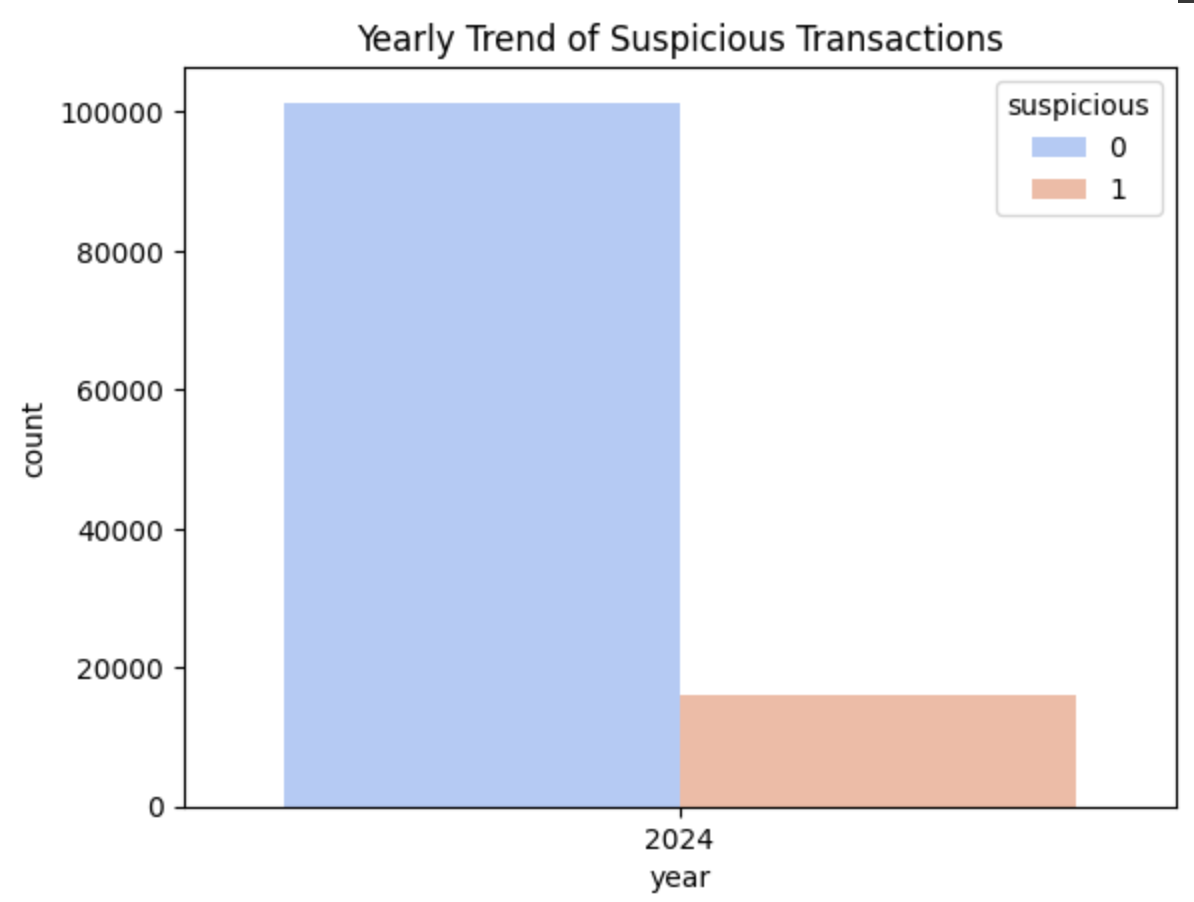 Yearly Trend of Suspicious Transactions
suspicious
0
1
100000
80000
60000
40000
20000
0
count
2024
year